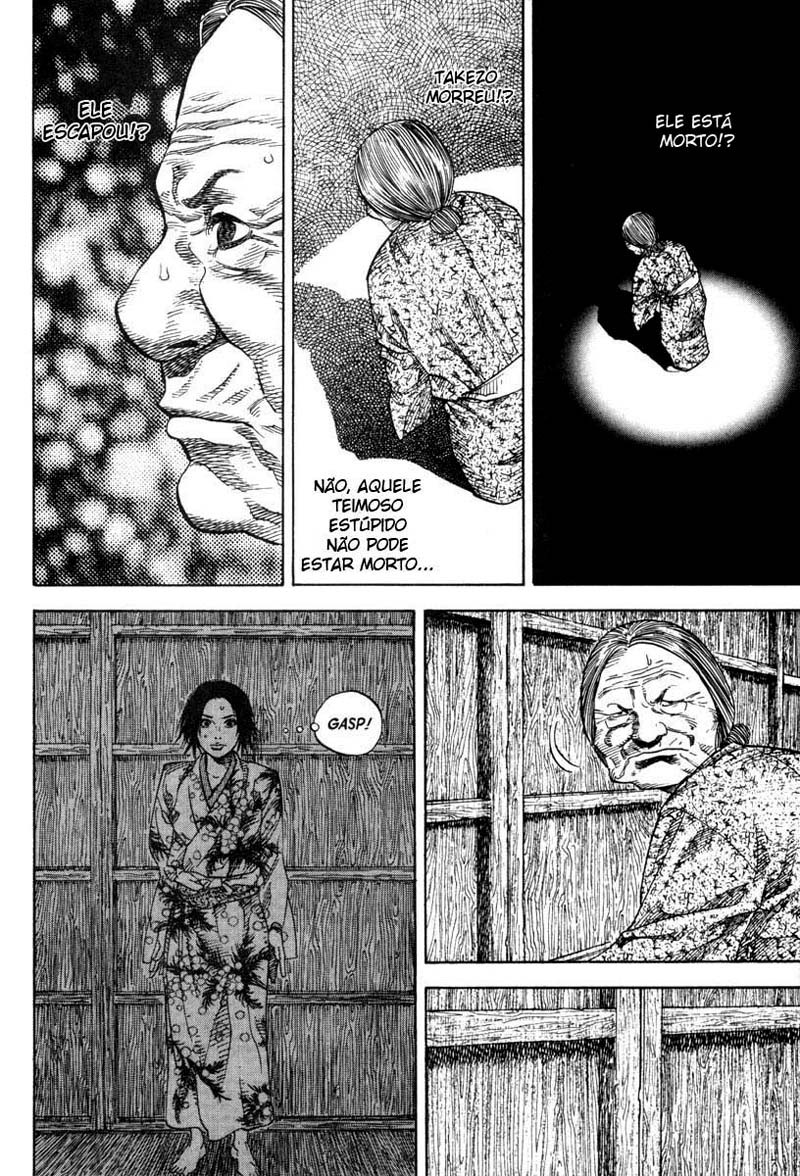 ELE ESTÁ
MORTO!?
TAKEZO
MORREU!?
NÃO, AQUELE
TEIMOSO
ESTÚPIDO
NÃO PODE
ESTAR MORTO...
ELE
ESCAPOU!?
GASP!